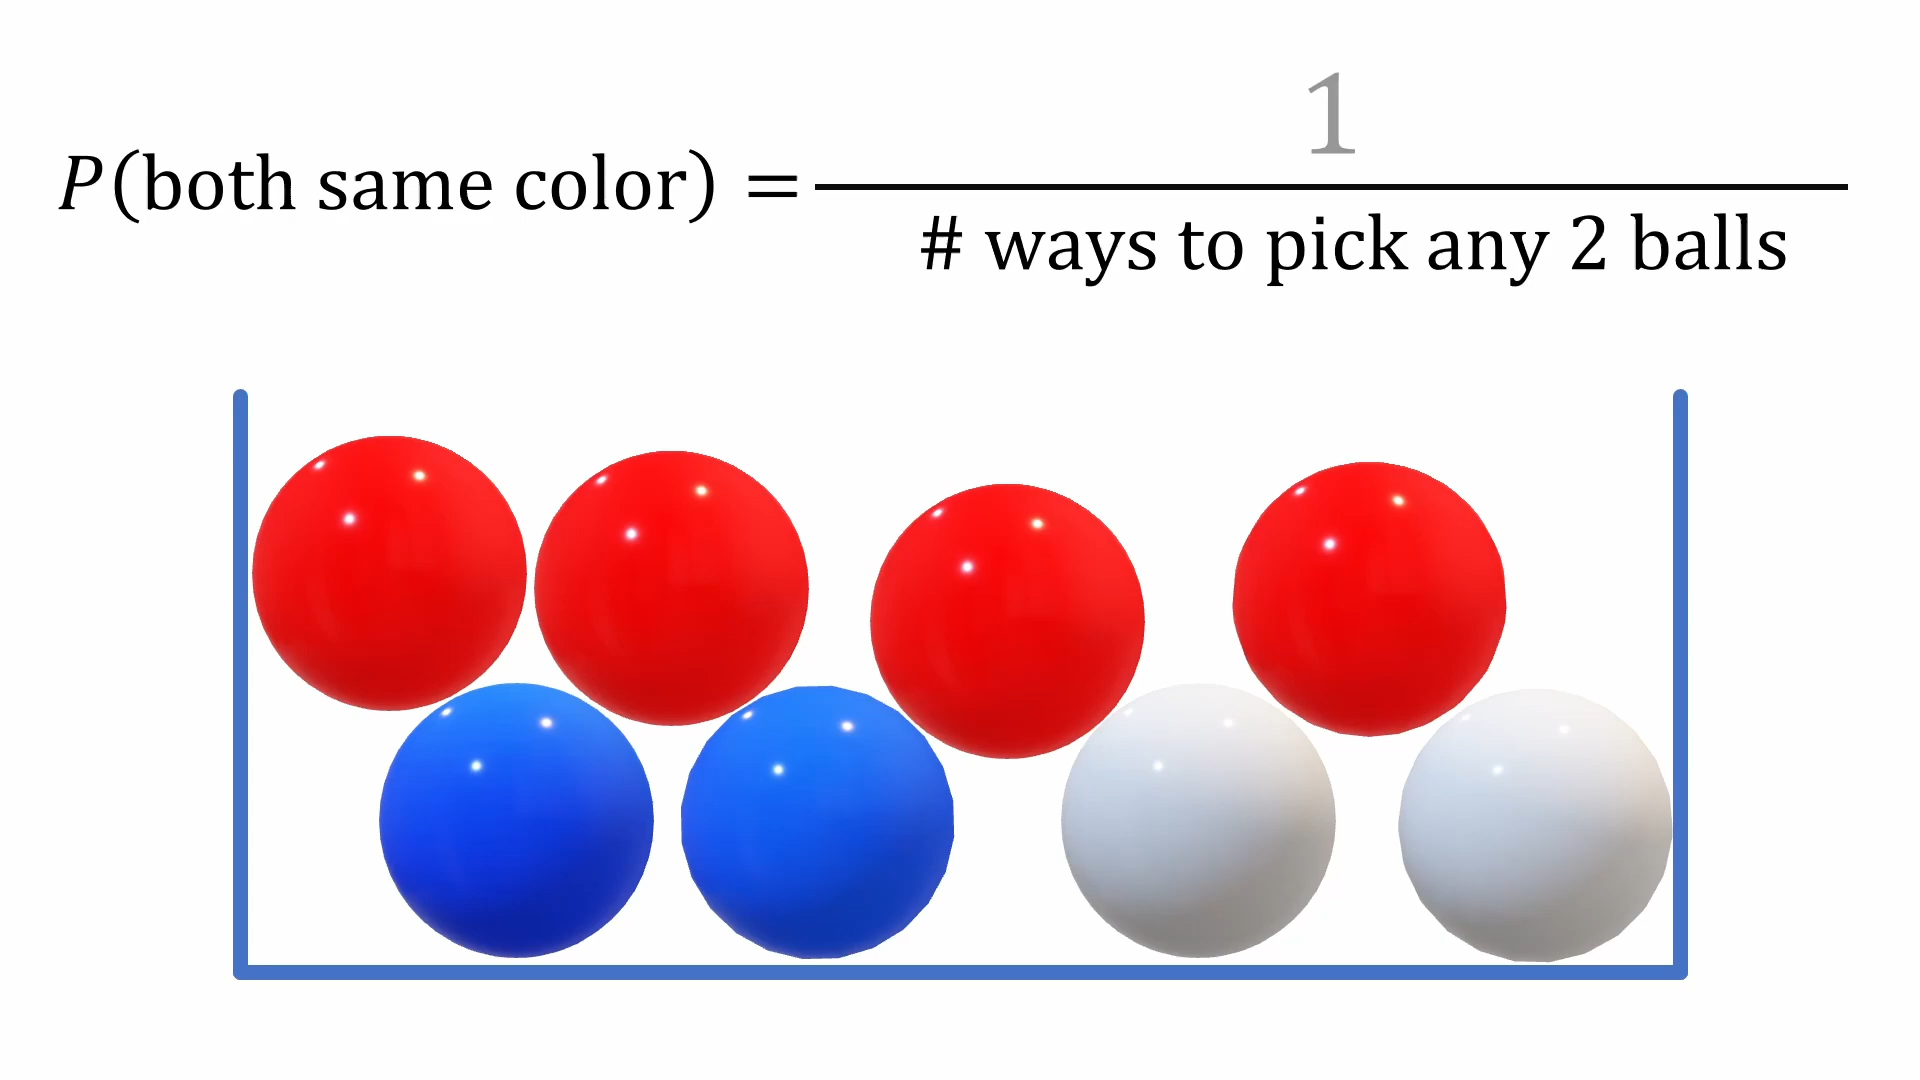 P(both same color) = 1
# ways to pick any 2 balls